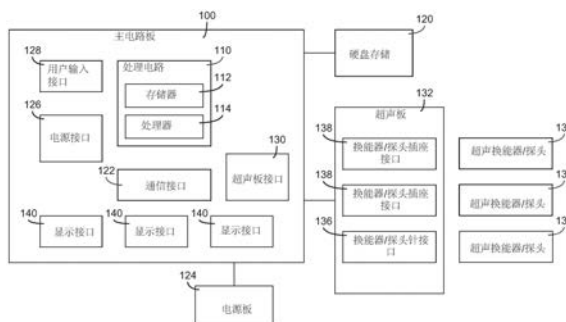 100
主电路板
128
用户输入
接口
110
处理电路
112
存储器
114
处理器
126
电源接口
130
超声板接口
122
通信接口
140
显示接口
140
显示接口
140
显示接口
124
电源板
120
硬盘存储
132
超声板
138
换能器/探头插座
接口
138
换能器/探头插座
接口
136
换能器/探头针接
口
超声换能器/探头
超声换能器/探头
超声换能器/探头